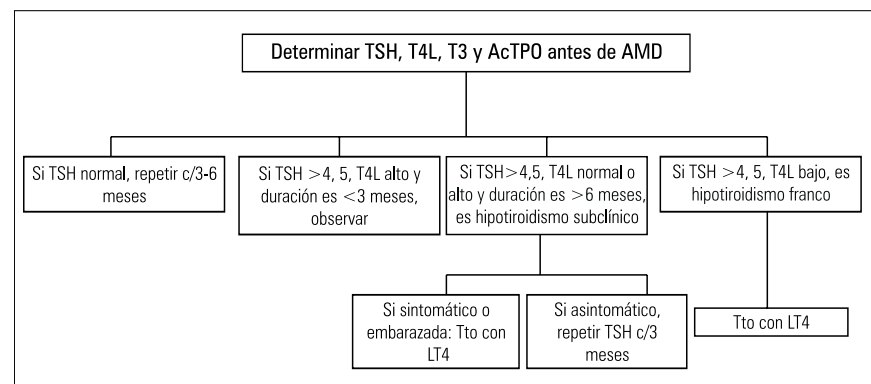 Determinar TSH, T4L, T3 y AcTPO antes de AMD
Si TSH normal, repetir c/3-6
meses
Si TSH >4, 5, T4L alto y
duración es <3 meses,
observar
Si TSH>4,5, T4L normal o
alto y duración es >6 meses,
es hipotiroidismo subclínico
Si TSH >4, 5, T4L bajo, es
hipotiroidismo franco
Si sintomático o
embarazada: Tto con
LT4
Si asintomático,
repetir TSH c/3
meses
Tto con LT4